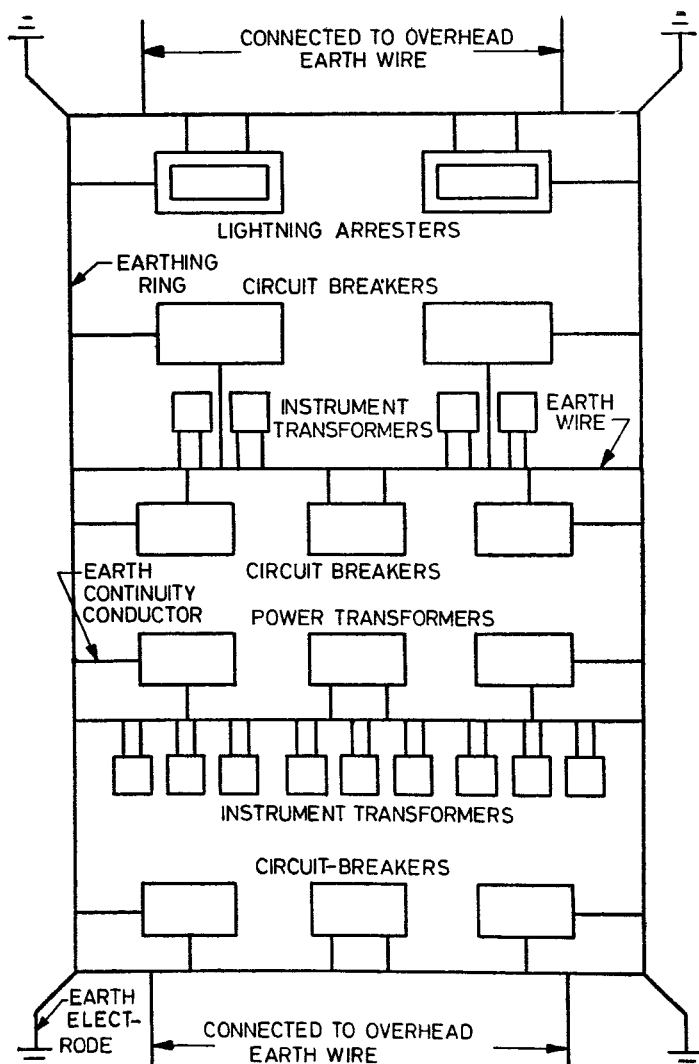 CONNECTED TO OVERHEAD
EARTH WIRE
LIGHTNING ARRESTERS
EARTHING
RING
CIRCUIT BREAKERS
INSTRUMENT
TRANSFORMERS
EARTH
WIRE
CIRCUIT BREAKERS
EARTH
CONTINUITY
CONDUCTOR
POWER TRANSFORMERS
INSTRUMENT TRANSFORMERS
CIRCUIT-BREAKERS
EARTH
ELECT-
RODE
CONNECTED TO OVERHEAD
EARTH WIRE